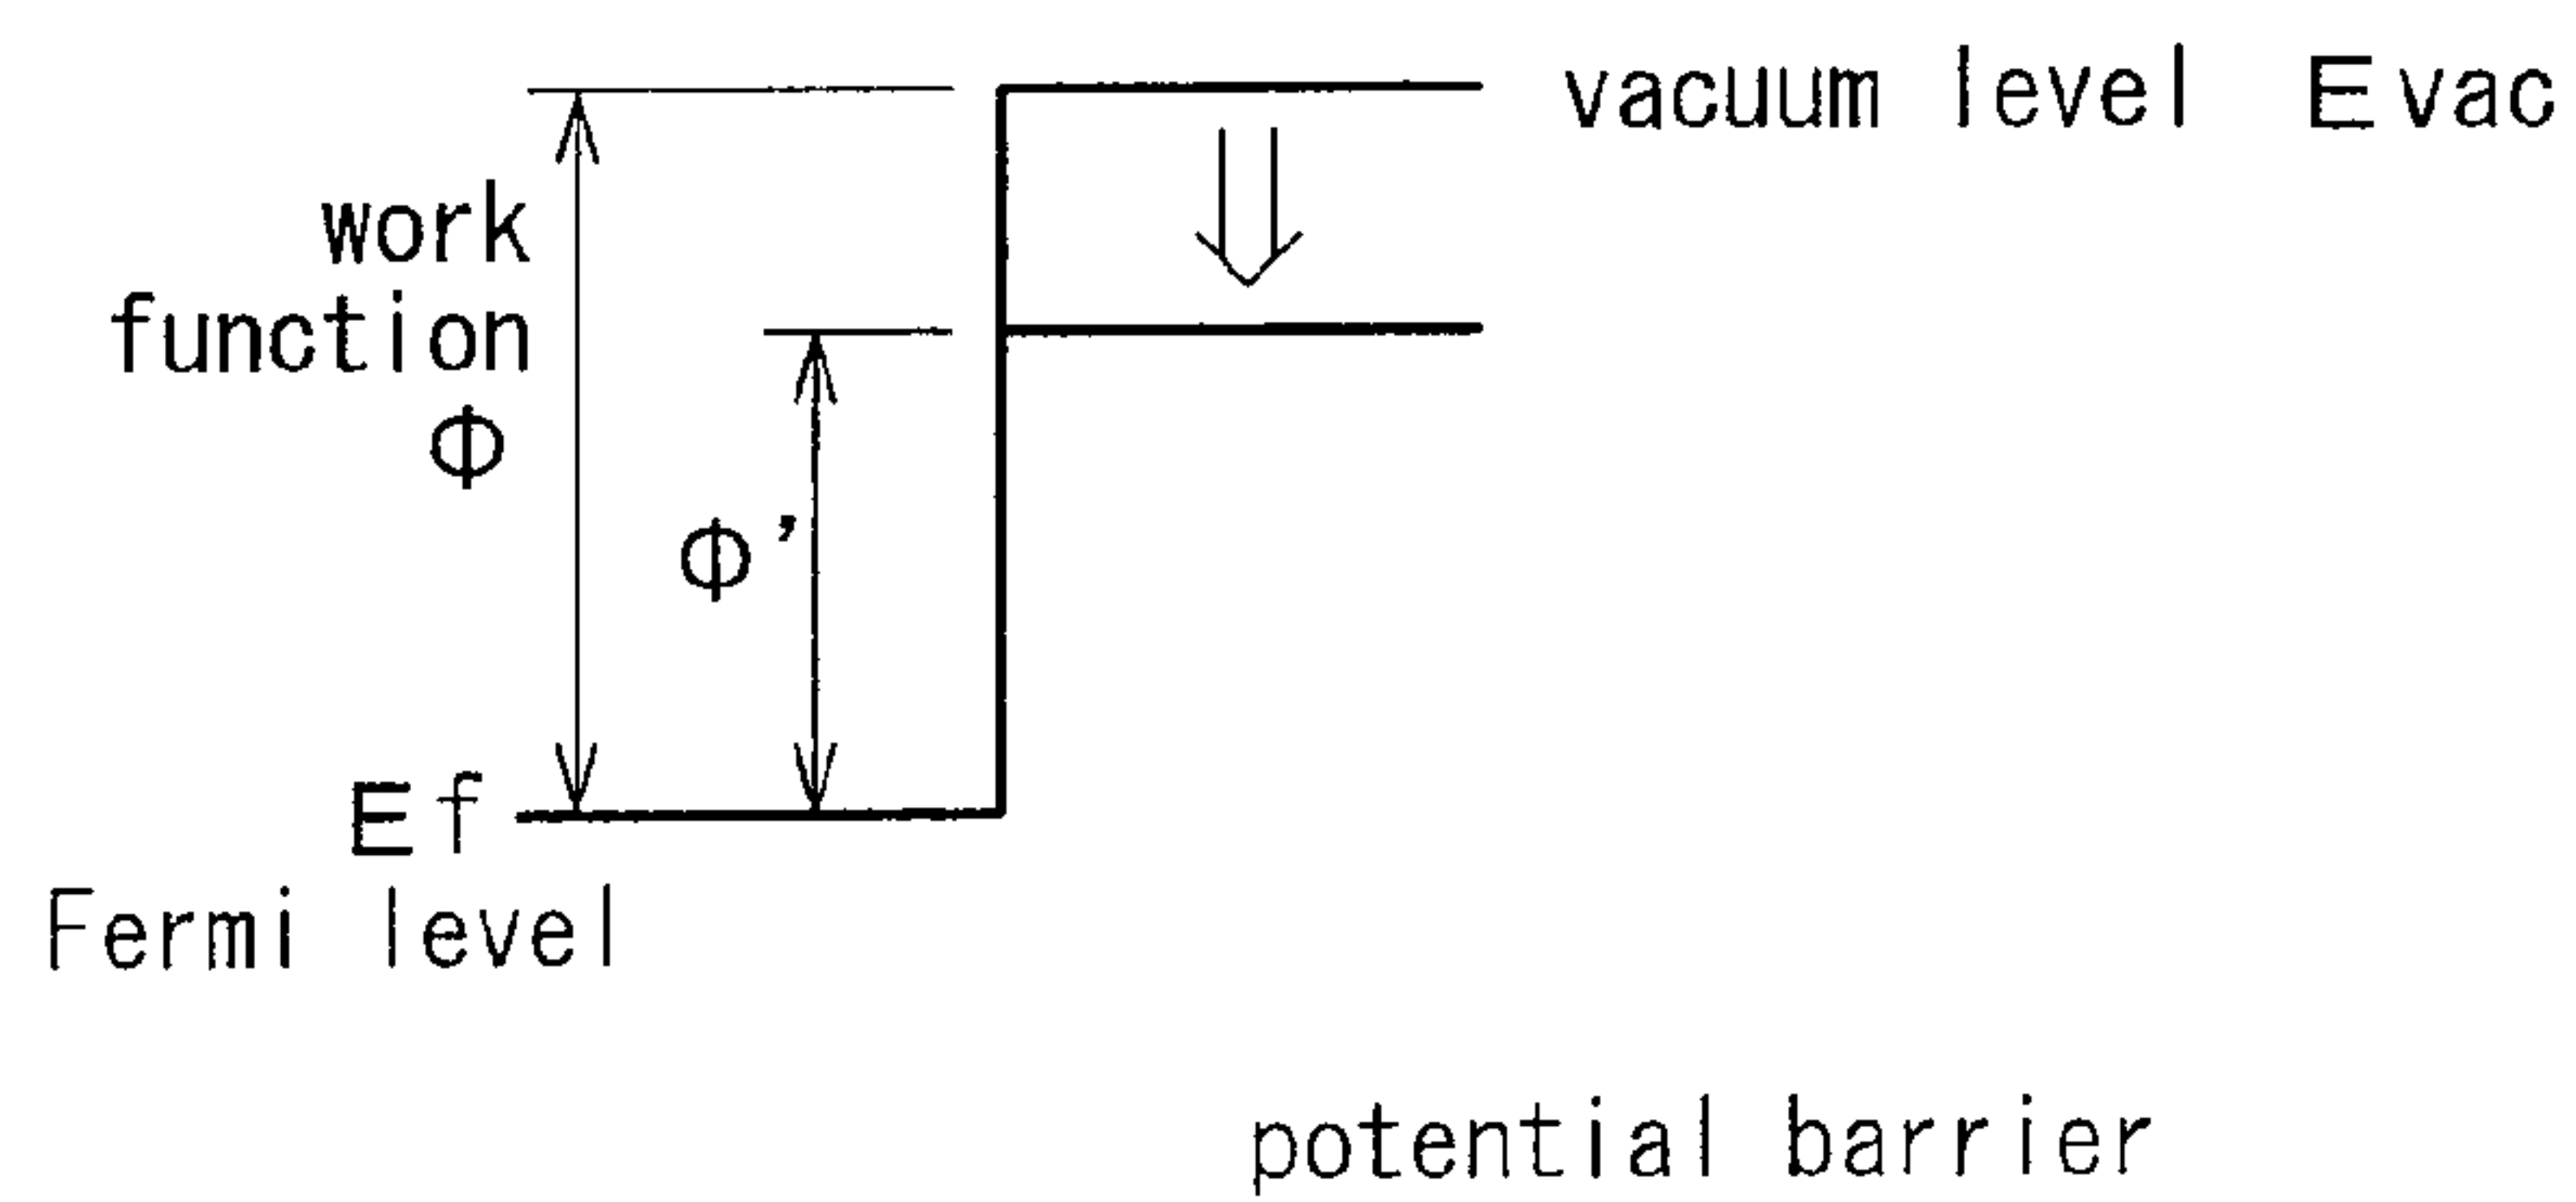 vacuum level Evac
work
function
Φ
Φ'
Ef
Fermi level
potential barrier